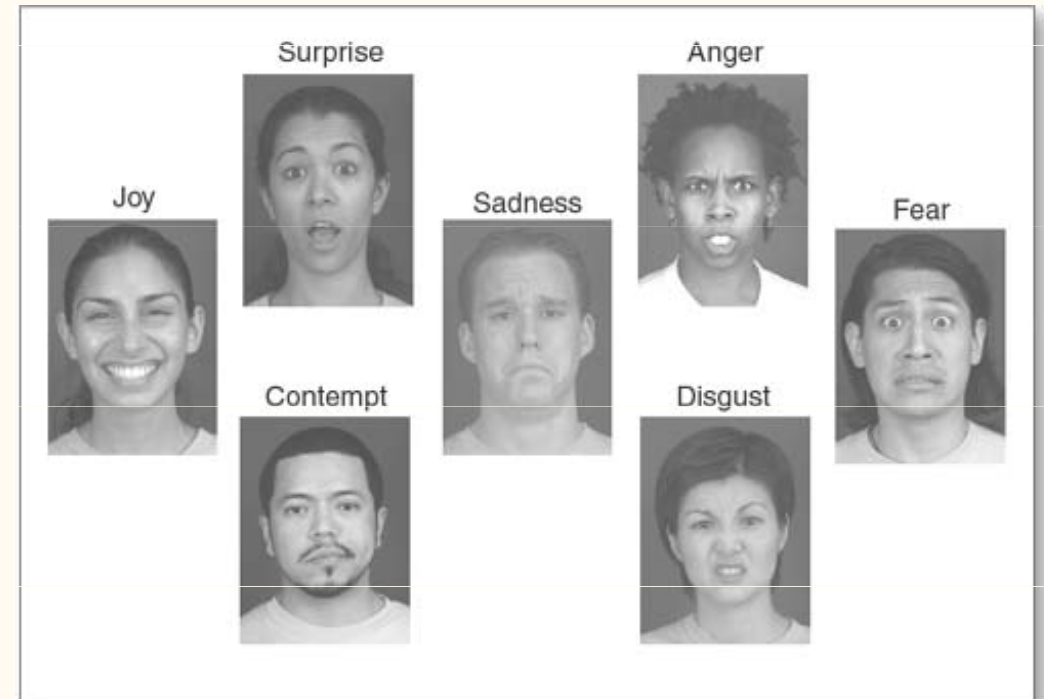 Surprise
Anger
Joy
Sadness
Fear
Contempt
Disgust